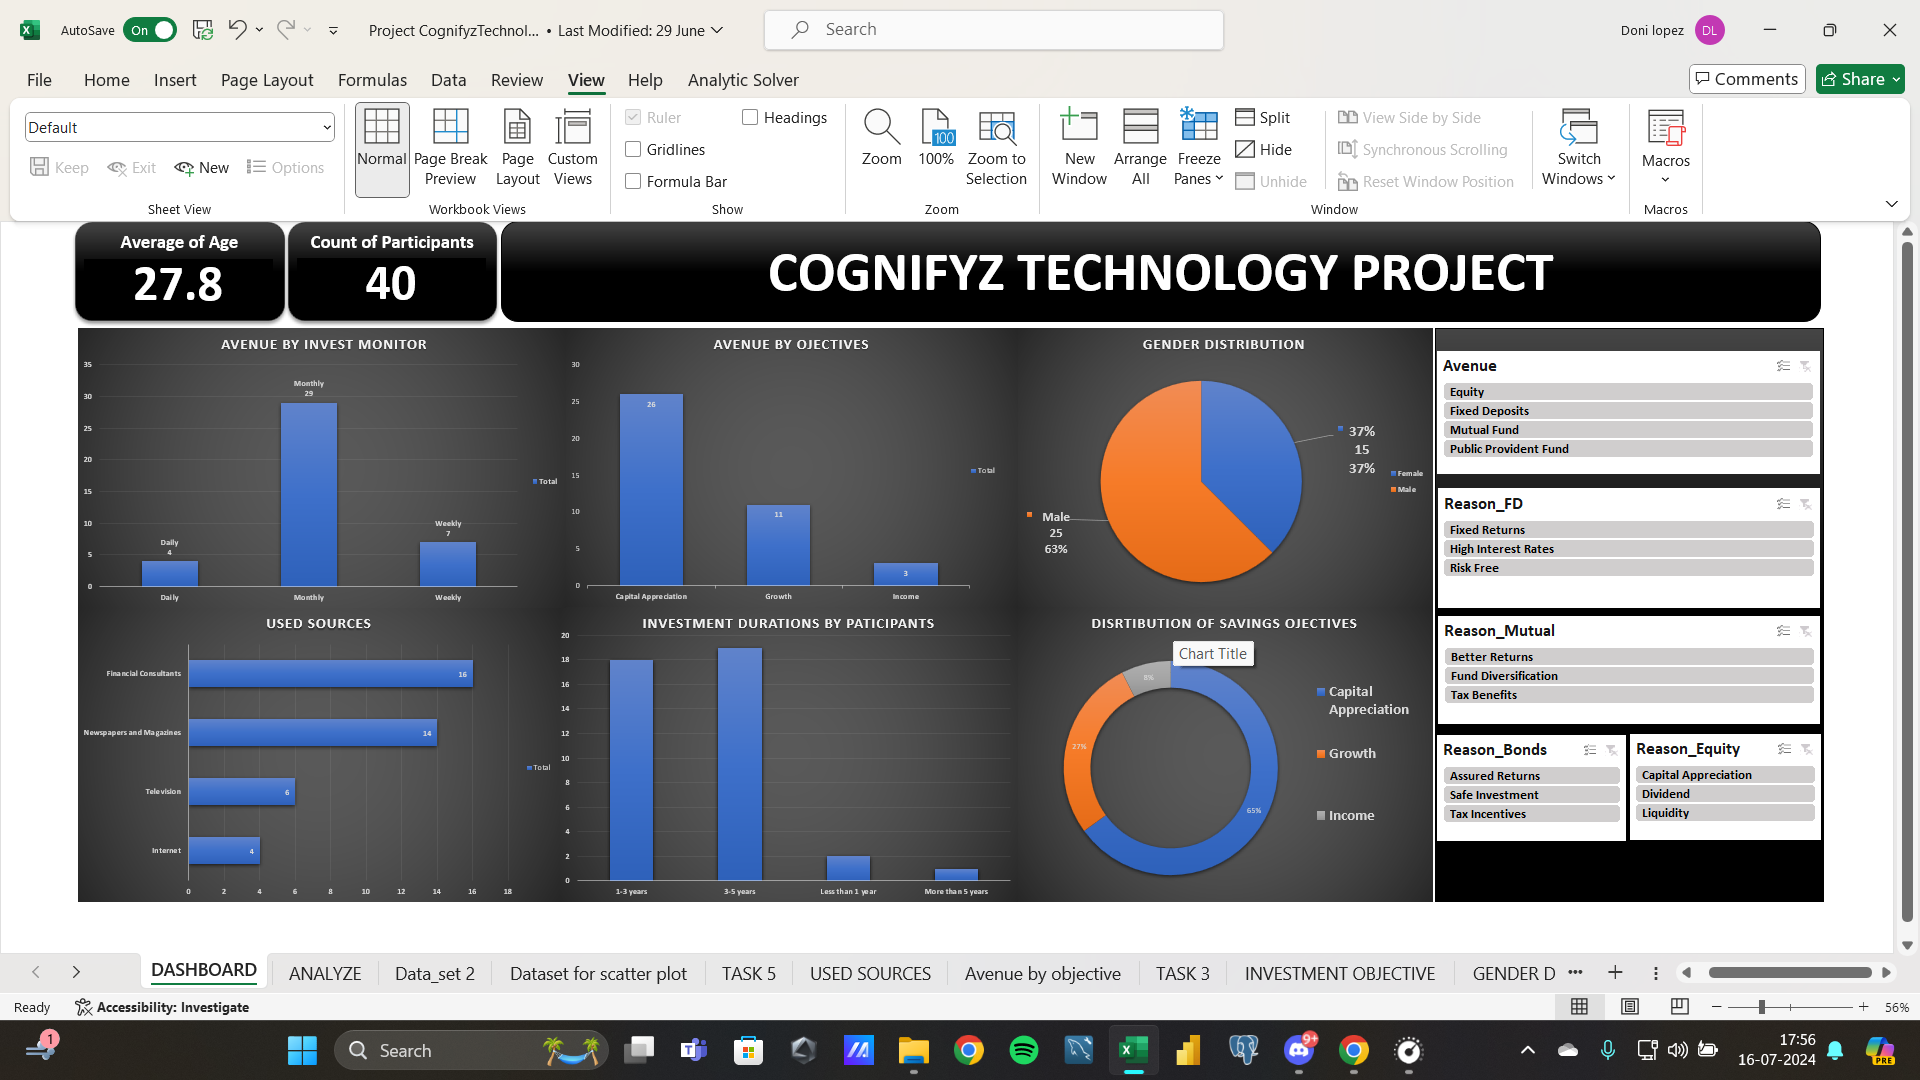 AutoSave On Project CognifyzTechnol... • Last Modified: 29 June Search Doni lopez DL
File Home Insert Page Layout Formulas Data Review View Help Analytic Solver Comments Share
Default
Keep Exit New Options
Sheet View
Normal Page Break Preview Page Layout Custom Views
Workbook Views
Ruler Headings
Gridlines
Formula Bar
Show
Zoom 100 100% Zoom to Selection
Zoom
New Window Arrange All Freeze Panes
Split
Hide
Unhide
View Side by Side
Synchronous Scrolling
Reset Window Position
Switch Windows
Window
Macros
Macros
Average of Age
27.8
Count of Participants
40
COGNIFYZ TECHNOLOGY PROJECT
AVENUE BY INVEST MONITOR
35
30
25
20
15
10
5
0
Daily
4
Monthly
29
Weekly
7
Daily Monthly Weekly
Total
AVENUE BY OJECTIVES
30
25
20
15
10
5
0
26
11
3
Capital Appreciation Growth Income
Total
GENDER DISTRIBUTION
37%
15
37%
Male
25
63%
Female
Male
USED SOURCES
Financial Consultants 16
Newspapers and Magazines 14
Television 6
Internet 4
0 2 4 6 8 10 12 14 16 18
Total
INVESTMENT DURATIONS BY PATICIPANTS
20
18
16
14
12
10
8
6
4
2
0
1-3 years 3-5 years Less than 1 year More than 5 years
DISRTIBUTION OF SAVINGS OJECTIVES
Chart Title
8%
27%
65%
Capital Appreciation
Growth
Income
Avenue
Equity
Fixed Deposits
Mutual Fund
Public Provident Fund
Reason_FD
Fixed Returns
High Interest Rates
Risk Free
Reason_Mutual
Better Returns
Fund Diversification
Tax Benefits
Reason_Bonds
Assured Returns
Safe Investment
Tax Incentives
Reason_Equity
Capital Appreciation
Dividend
Liquidity
DASHBOARD ANALYZE Data_set 2 Dataset for scatter plot TASK 5 USED SOURCES Avenue by objective TASK 3 INVESTMENT OBJECTIVE GENDER D ...
Ready Accessibility: Investigate 56%
1 Search 9+ PRE
17:56
16-07-2024